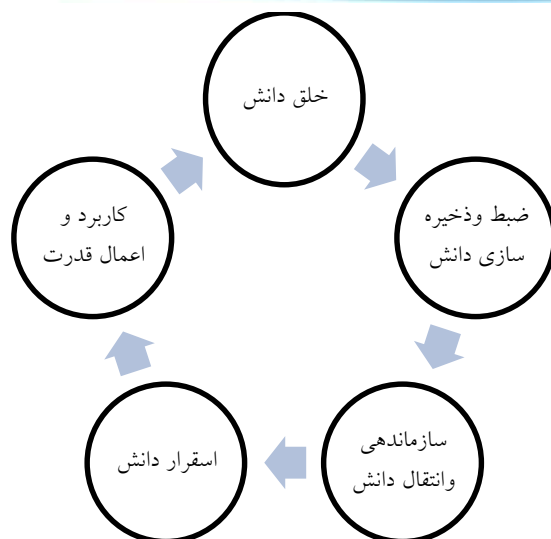 خلق دانش
ضبط وذخیره
سازی دانش
سازماندهی
وانتقال دانش
اسقرار دانش
کاربرد و
اعمال قدرت